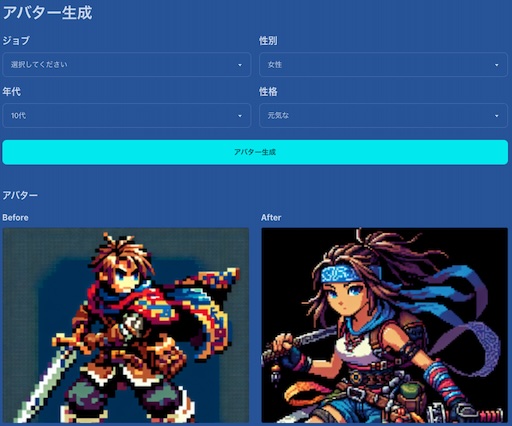 アバター生成
ジョブ
性別
選択してください
女性
年代
性格
10代
元気な
アバター生成
アバター
Before
After